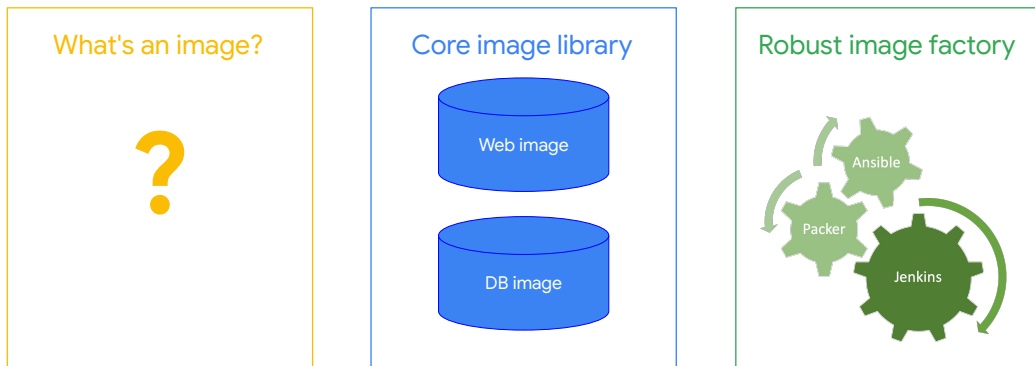 What's an image?
?
Core image library
Web image
DB image
Robust image factory
Ansible
Packer
Jenkins